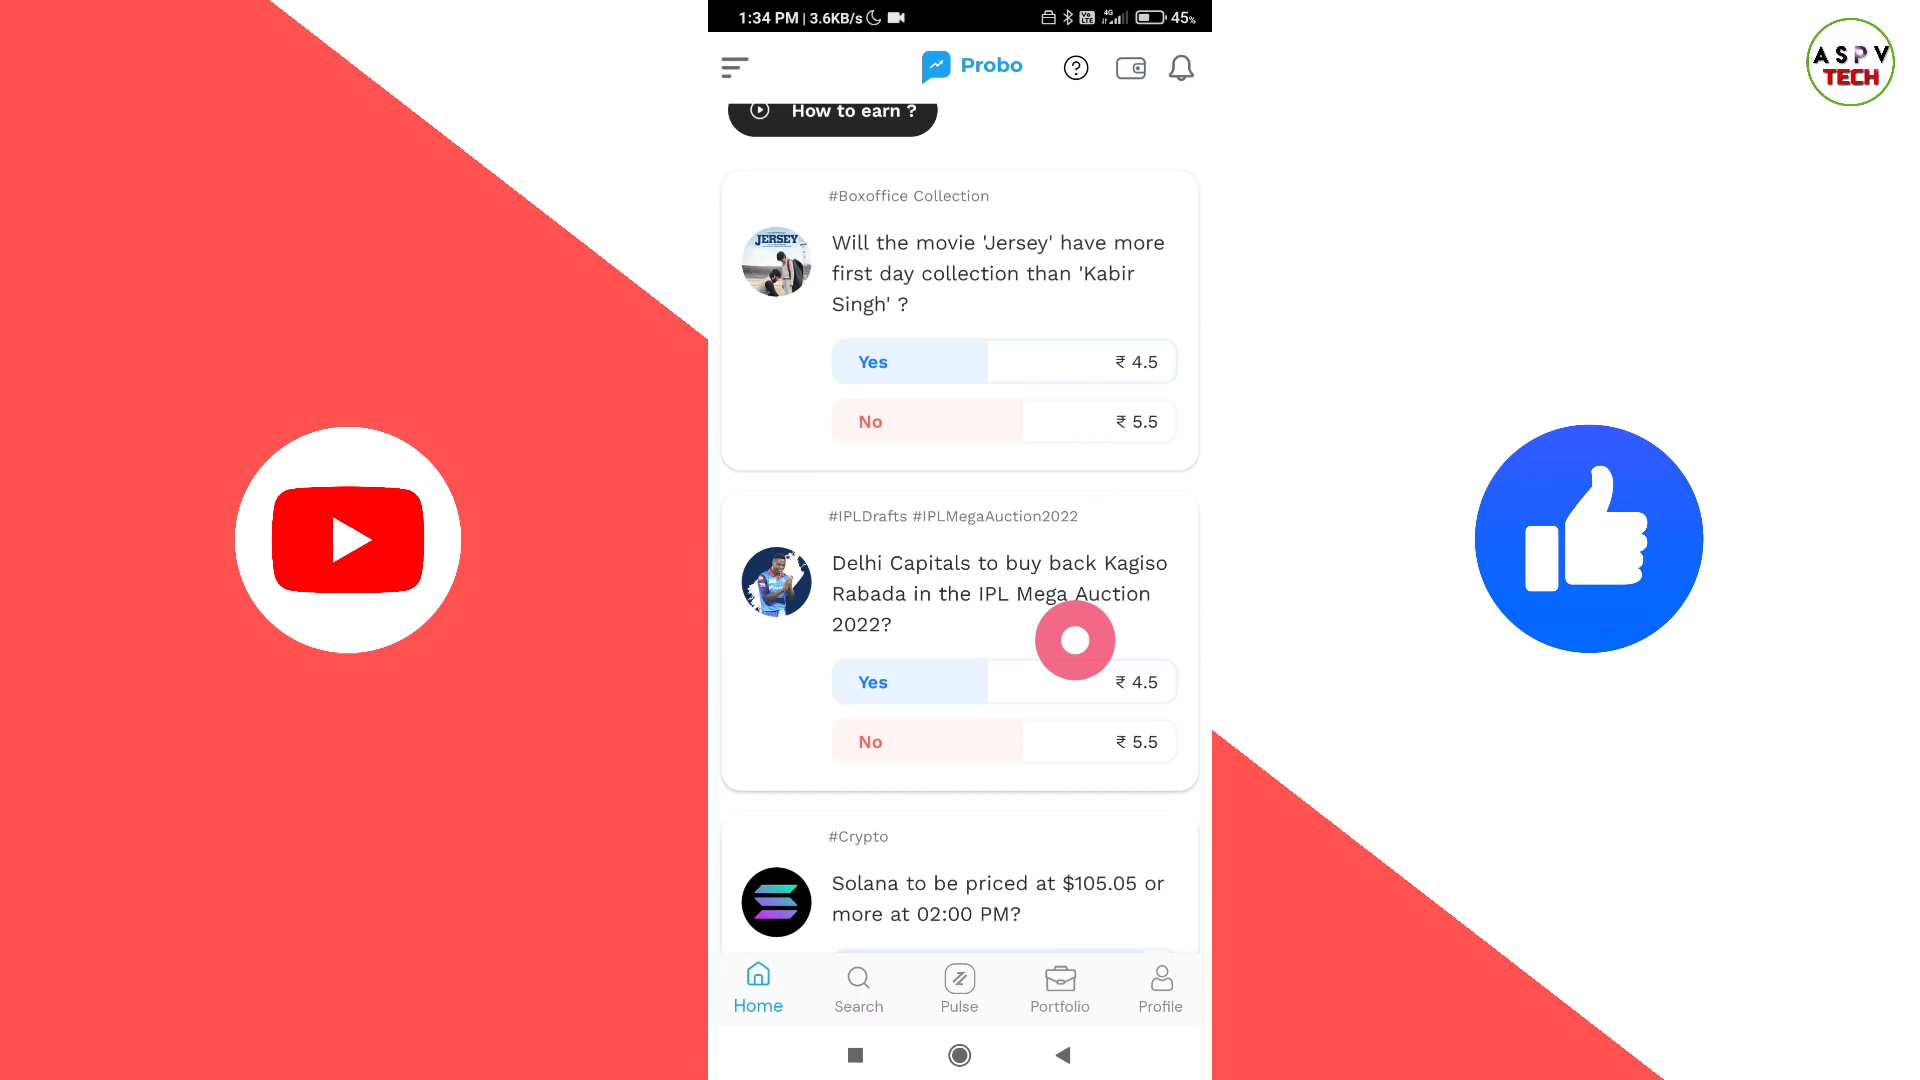 1:34 PM | 3.6KB/s
4G
45%
Probo
How to earn ?
A S P V
TECH
#Boxoffice Collection
JERSEY
Will the movie 'Jersey' have more
first day collection than 'Kabir
Singh' ?
Yes ₹ 4.5
No ₹ 5.5
#IPLDrafts #IPLMegaAuction2022
Delhi Capitals to buy back Kagiso
Rabada in the IPL Mega Auction
2022?
Yes ₹ 4.5
No ₹ 5.5
#Crypto
Solana to be priced at $105.05 or
more at 02:00 PM?
Home Search Pulse Portfolio Profile